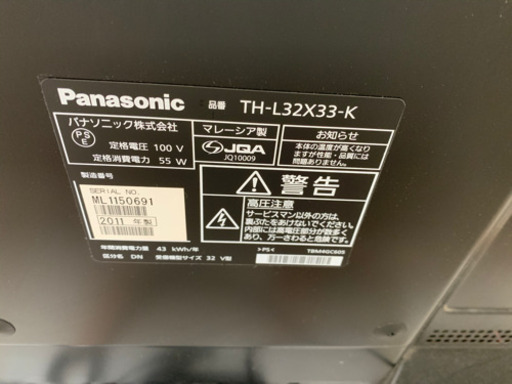 Panasonic 品番 TH-L32X33-K
パナソニック株式会社
PSE
定格電圧 100 V
定格消費電力 55 W
製造番号
SERIAL NO.
ML1150691
2011 年製
マレーシア製
JQA
JQ10009
お知らせ
本体の温度が高くなり
ますが性能・品質には
問題ありません。
警告
高圧注意
サービスマン以外の方は、
裏ぶたをあけないでください。
内部には高電圧部分が数多く
あり、万一さわると危険です。
年間消費電力量 43 kWh/年
区分名 DN 受信機型サイズ 32 V型
>PS<
TBM4GC605